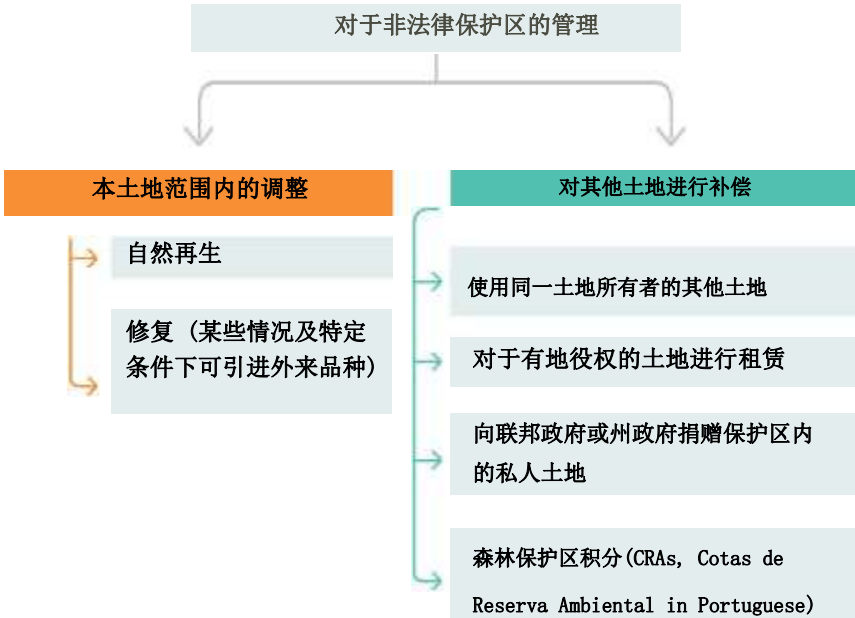 对于非法律保护区的管理
本土地范围内的调整
自然再生
修复 (某些情况及特定
条件下可引进外来品种)
对其他土地进行补偿
使用同一土地所有者的其他土地
对于有地役权的土地进行租赁
向联邦政府或州政府捐赠保护区内
的私人土地
森林保护区积分(CRAs, Cotas de
Reserva Ambiental in Portuguese)